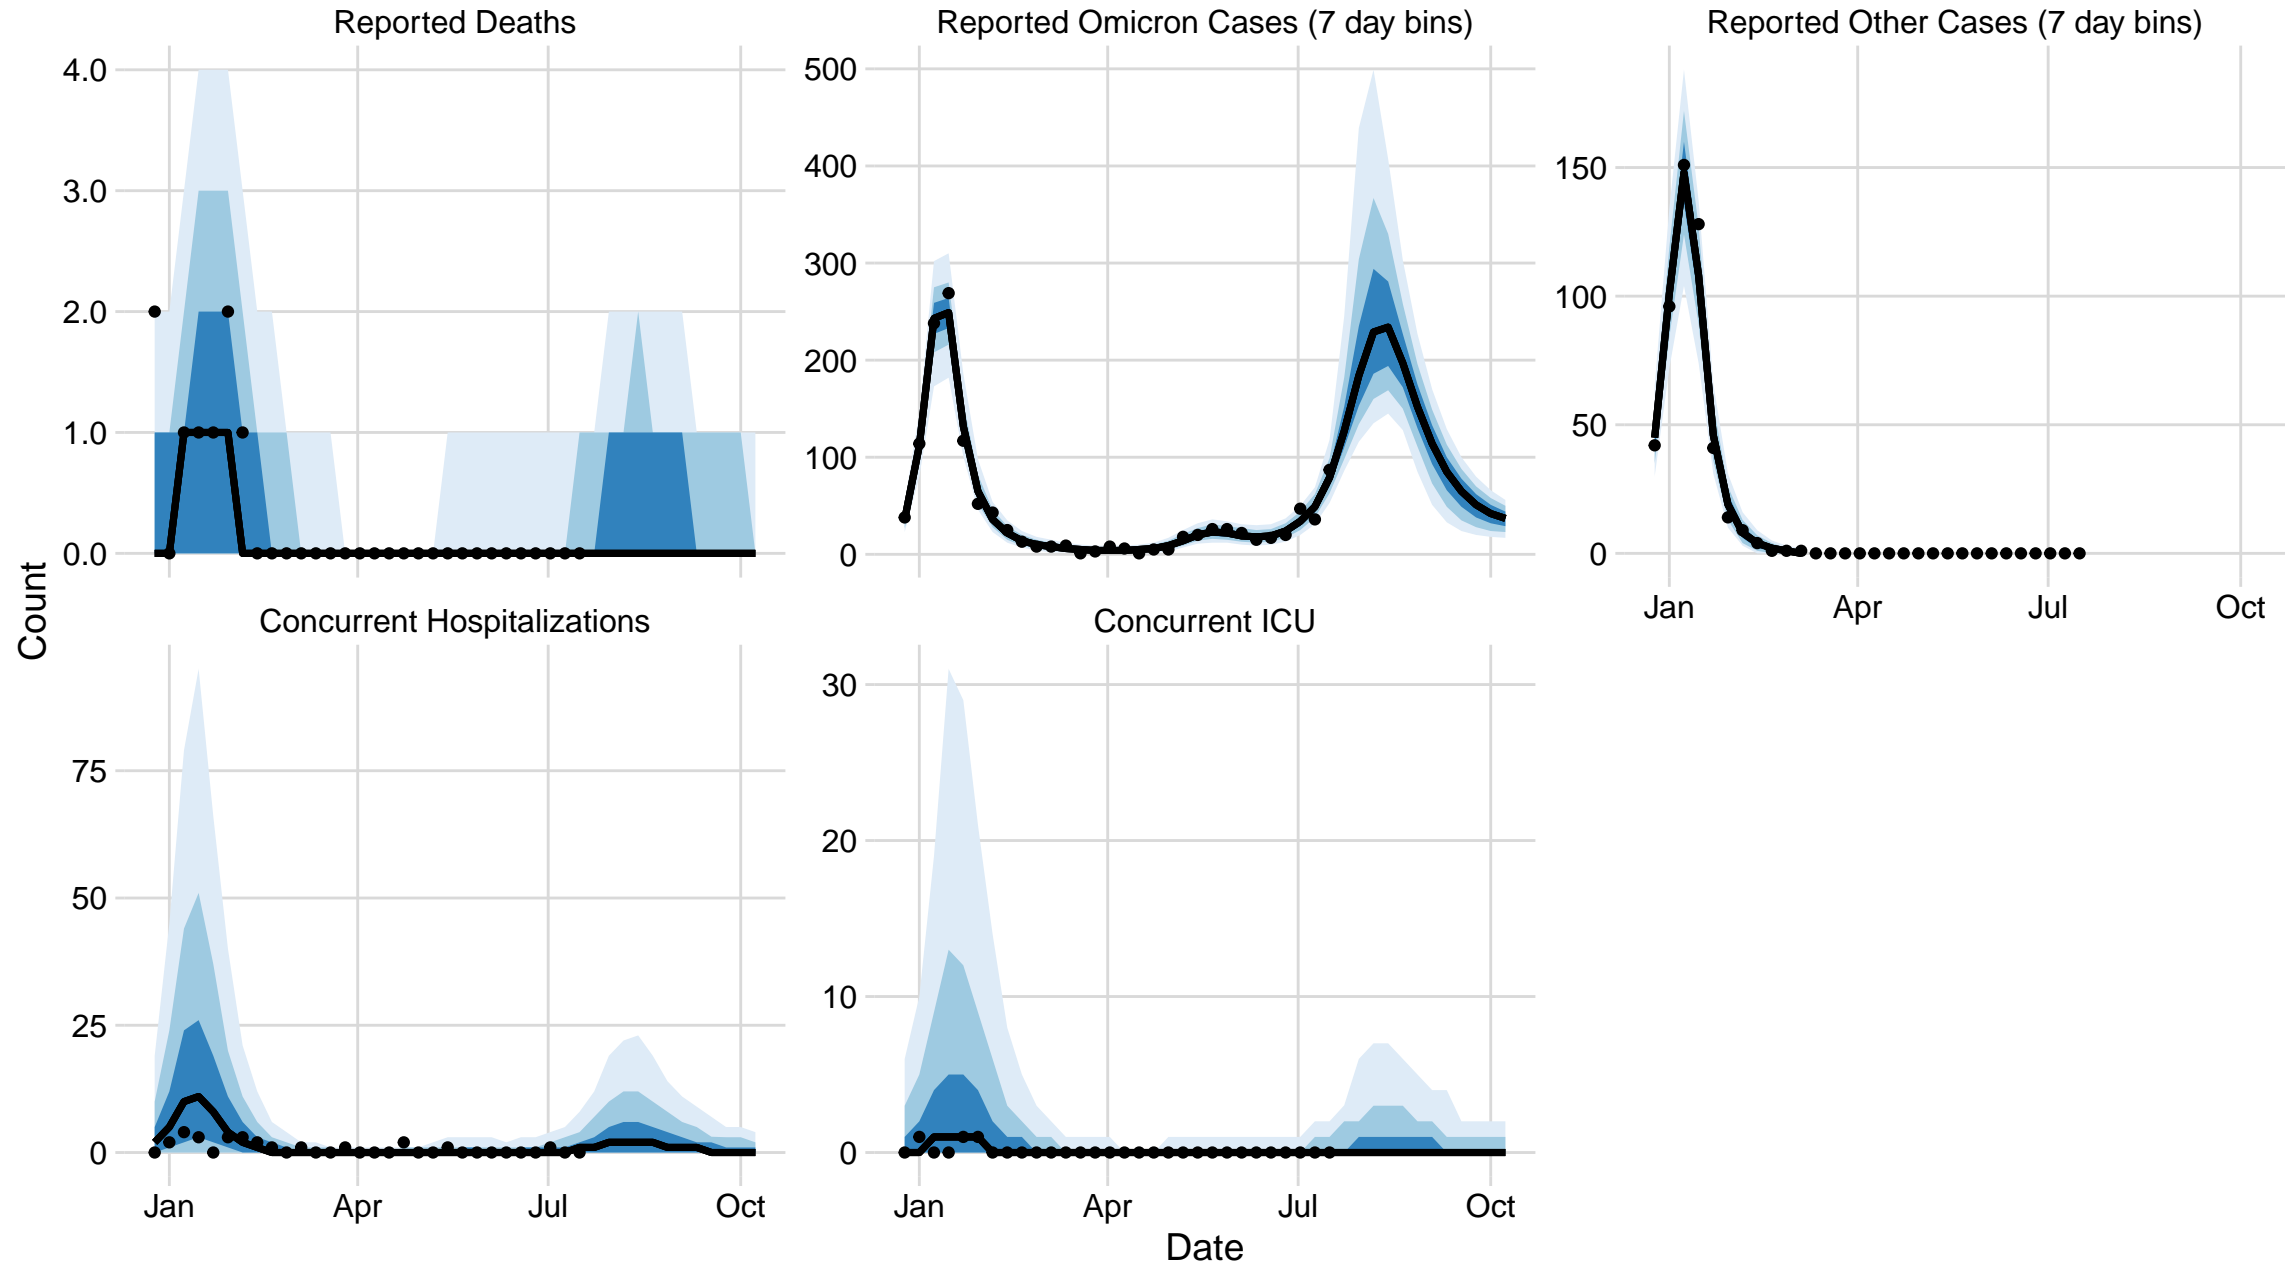 Reported Deaths
Reported Omicron Cases (7 day bins)
Reported Other Cases (7 day bins)
4.0
3.0
2.0
1.0
0.0
500
400
300
200
100
0
150
100
50
0
Jan Apr Jul Oct
Count
Concurrent Hospitalizations
Concurrent ICU
75
50
25
0
Jan Apr Jul Oct
30
20
10
0
Jan Apr Jul Oct
Date